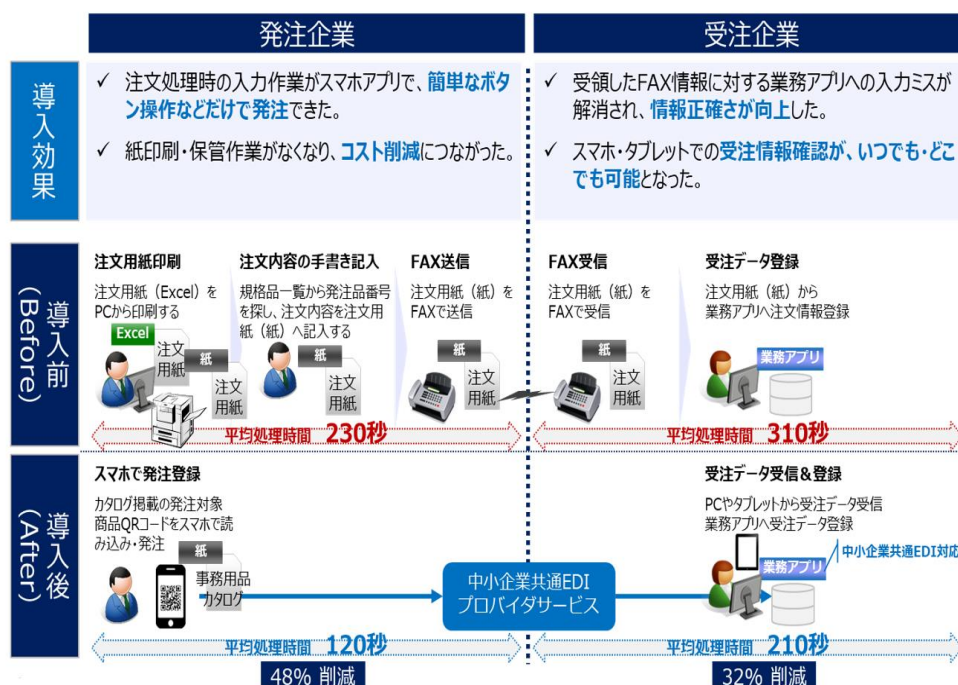 発注企業
受注企業
導入効果
✓ 注文処理時の入力作業がスマホアプリで、簡単なボタ
ン操作などだけで発注できた。
✓ 紙印刷・保管作業がなくなり、コスト削減につながった。
✓ 受領したFAX情報に対する業務アプリへの入力ミスが
解消され、情報正確さが向上した。
✓ スマホ・タブレットでの受注情報確認が、いつでも・どこ
でも可能となった。
導入前
(Before)
注文用紙印刷
注文用紙（Excel）を
PCから印刷する
Excel
注文
用紙
紙
注文
用紙
注文内容の手書き記入
規格品一覧から発注品番号
を探し、注文内容を注文用
紙（紙）へ記入する
紙
注文
用紙
FAX送信
注文用紙（紙）を
FAXで送信
紙
注文
用紙
平均処理時間 230秒
FAX受信
注文用紙（紙）を
FAXで受信
紙
注文
用紙
受注データ登録
注文用紙（紙）から
業務アプリへ注文情報登録
業務アプリ
平均処理時間 310秒
導入後
(After)
スマホで発注登録
カタログ掲載の発注対象
商品QRコードをスマホで読
み込み・発注
紙
事務用品
カタログ
中小企業共通EDI
プロバイダサービス
平均処理時間 120秒
48% 削減
受注データ受信&登録
PCやタブレットから受注データ受信
業務アプリへ受注データ登録
中小企業共通EDI対応
業務アプリ
平均処理時間 210秒
32% 削減